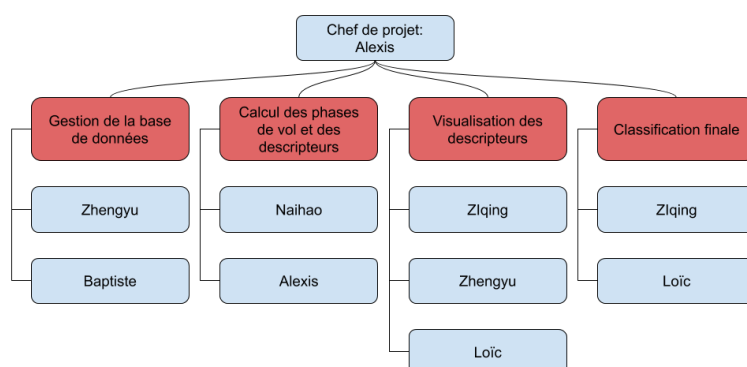 Chef de projet:
Alexis
Gestion de la base
de données
Calcul des phases
de vol et des
descripteurs
Visualisation des
descripteurs
Classification finale
Zhengyu
Naihao
ZIqing
ZIqing
Baptiste
Alexis
Zhengyu
Loïc
Loïc